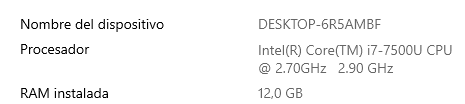 Nombre del dispositivo DESKTOP-6R5AMBF
Procesador Intel(R) Core(TM) i7-7500U CPU
@ 2.70GHz 2.90 GHz
RAM instalada 12,0 GB